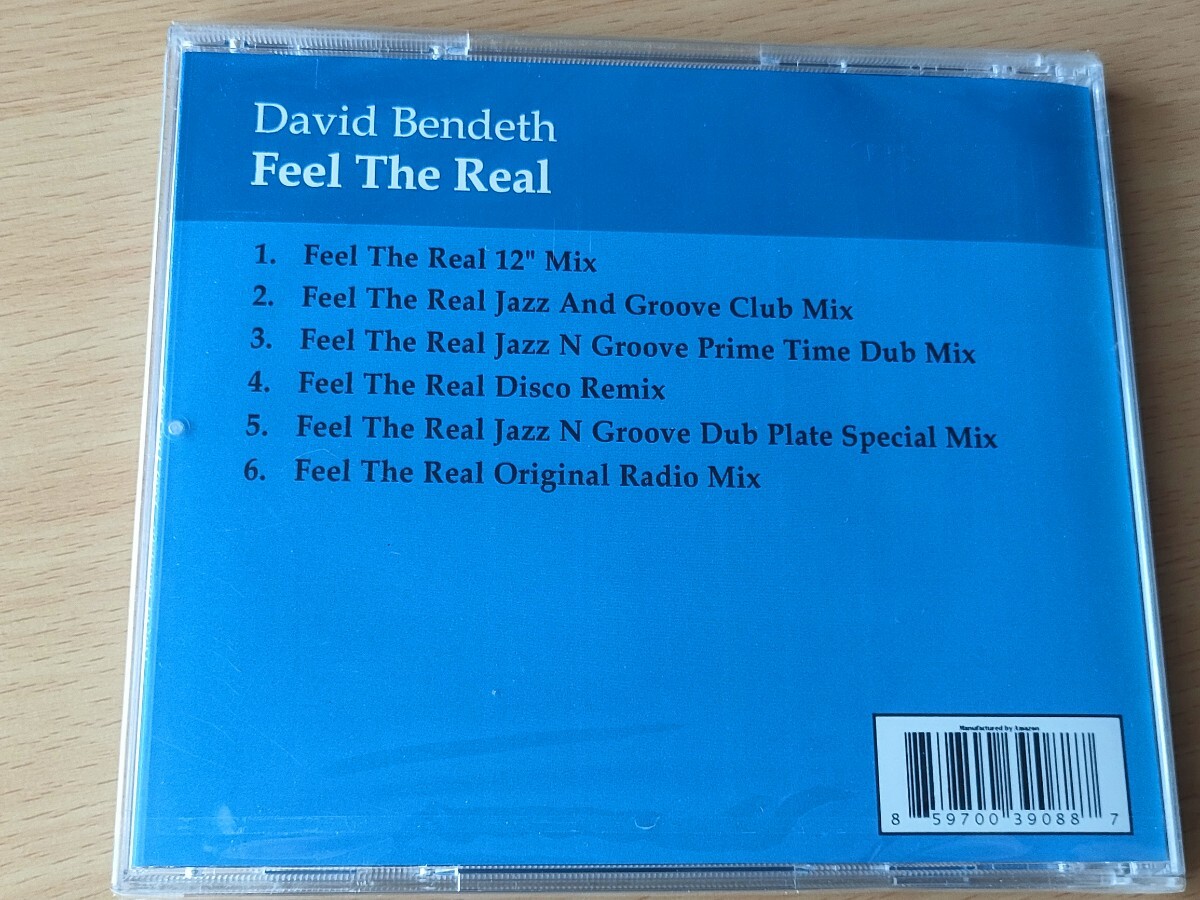 David Bendeth
Feel The Real
1. Feel The Real 12" Mix
2. Feel The Real Jazz And Groove Club Mix
3. Feel The Real Jazz N Groove Prime Time Dub Mix
4. Feel The Real Disco Remix
5. Feel The Real Jazz N Groove Dub Plate Special Mix
6. Feel The Real Original Radio Mix
Manufactured by Amazon
8 59700 39088 7